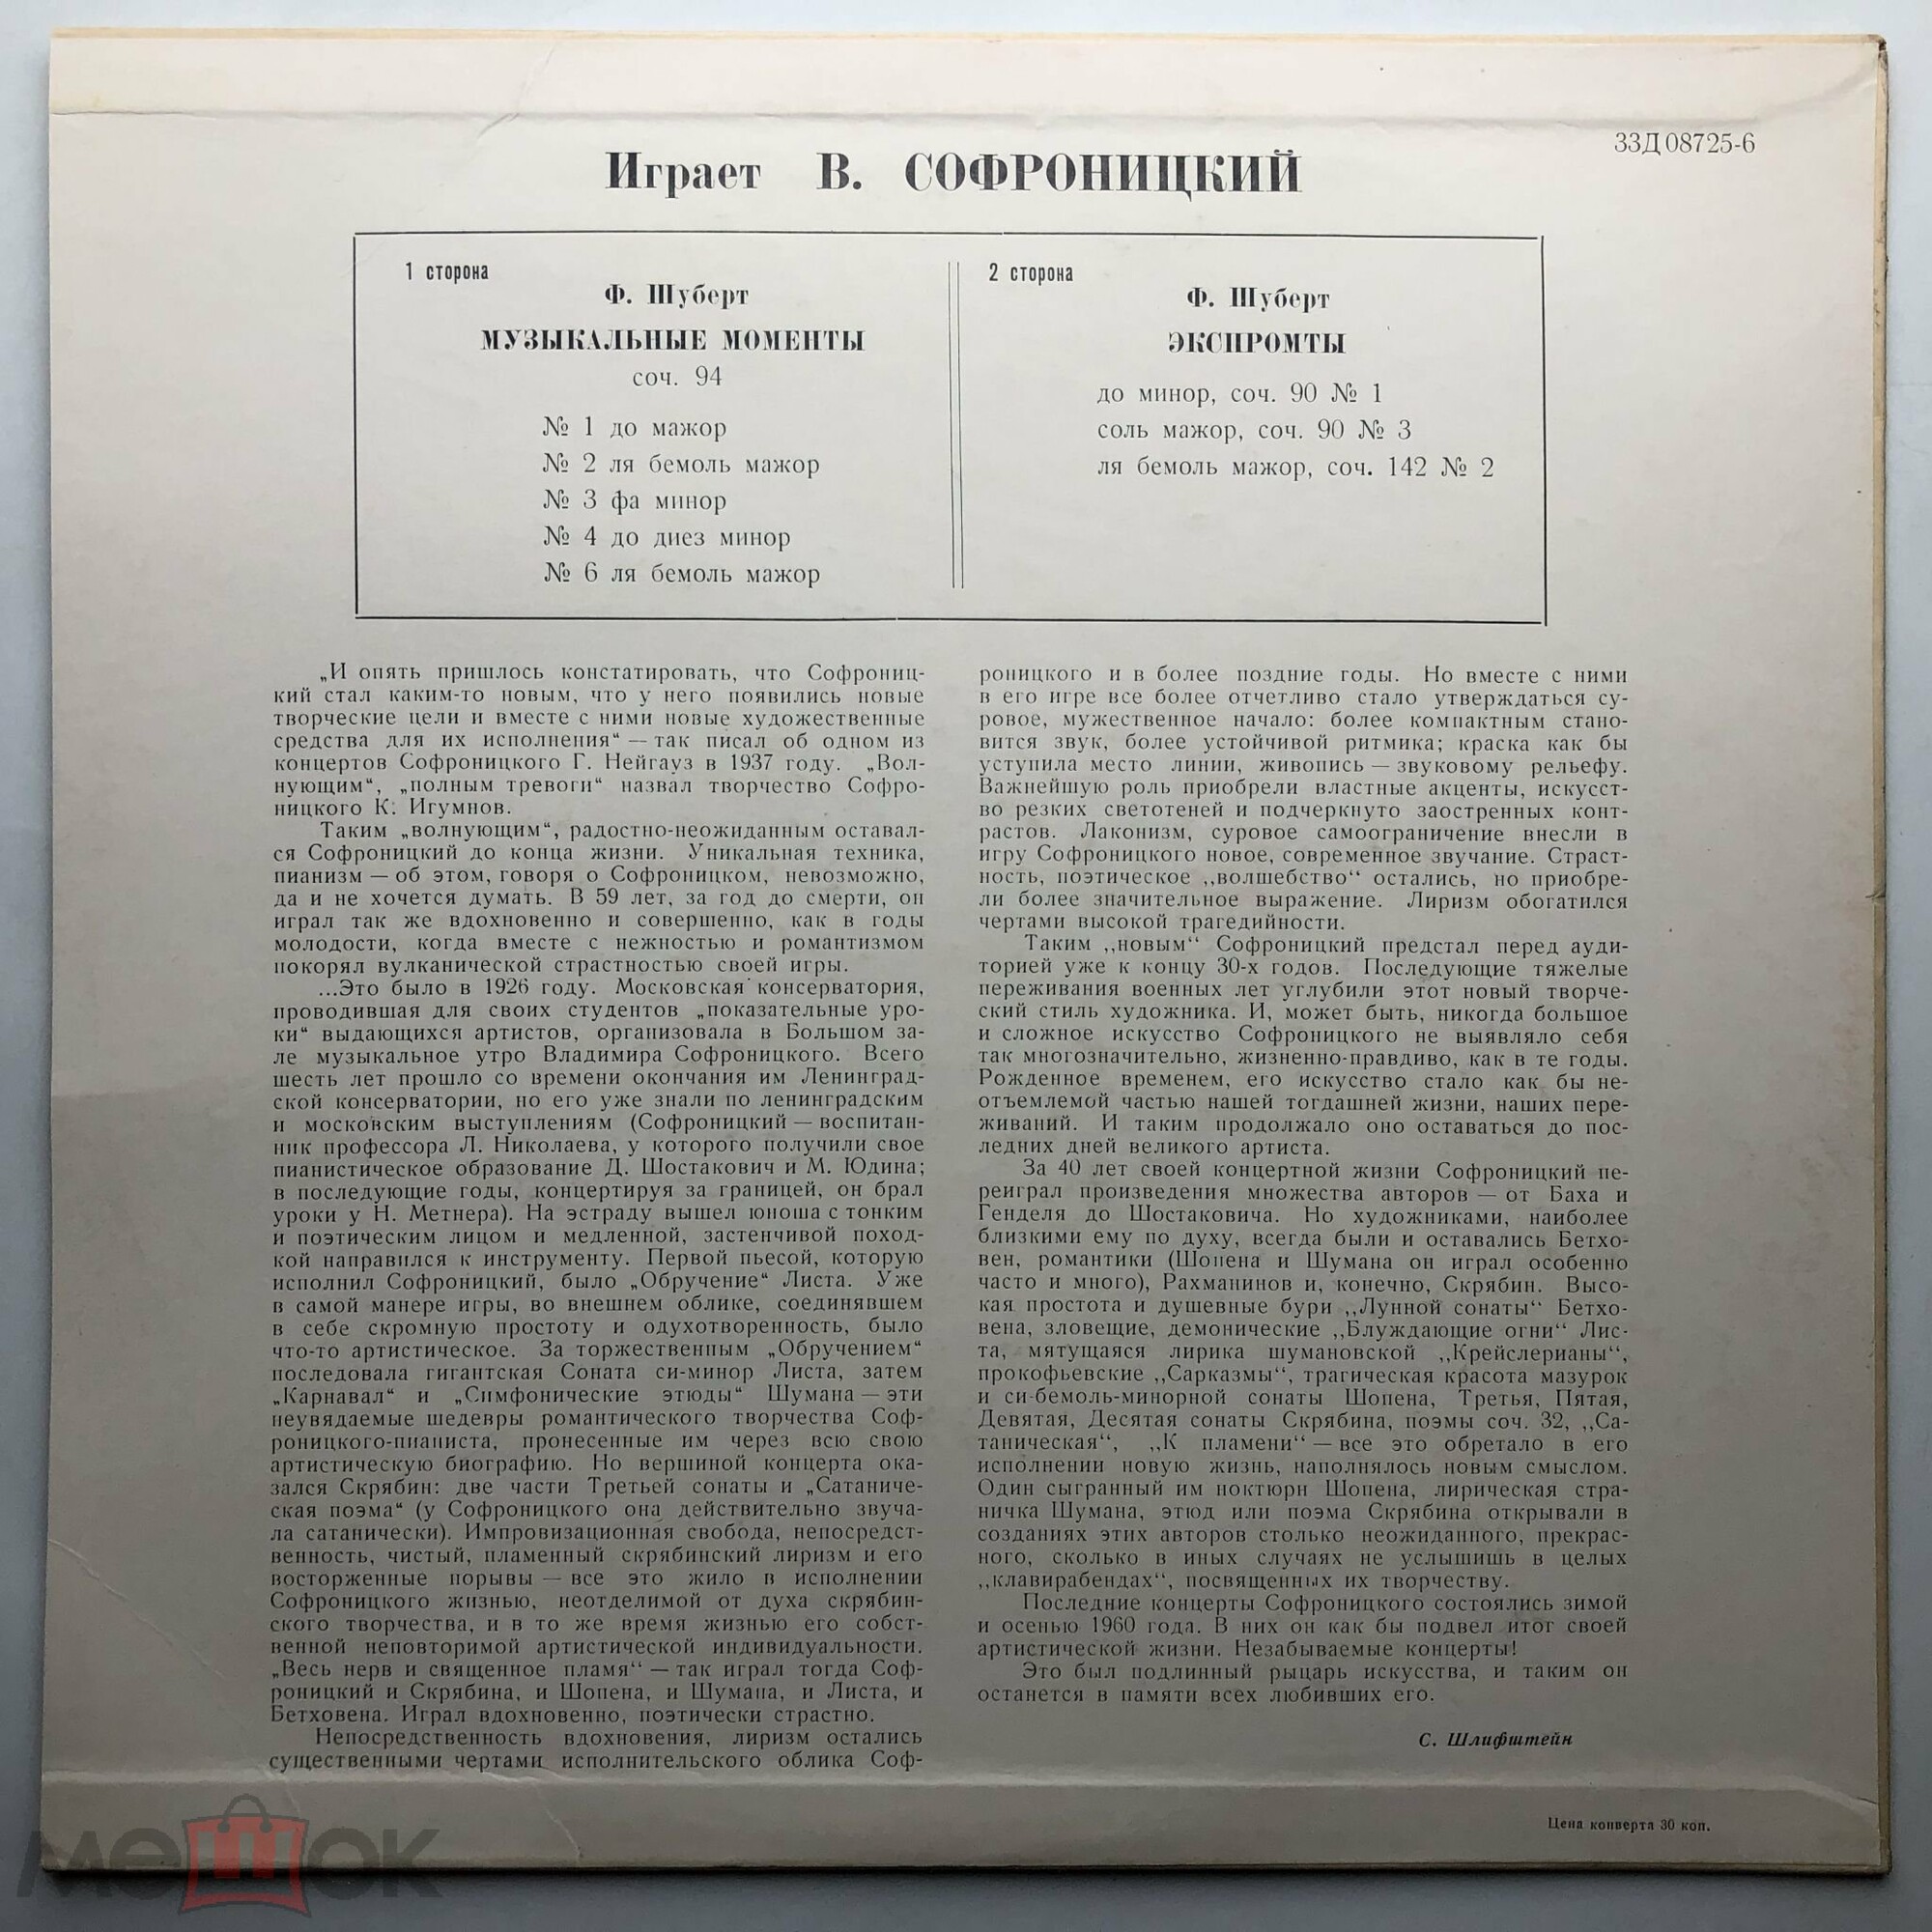 33Д08725-6
Играет В. СОФРОНИЦКИЙ
1 сторона
Ф. Шуберт
МУЗЫКАЛЬНЫЕ МОМЕНТЫ
соч. 94
№ 1 до мажор
№ 2 ля бемоль мажор
№ 3 фа минор
№ 4 до диез минор
№ 6 ля бемоль мажор
2 сторона
Ф. Шуберт
ЭКСПРОМТЫ
до минор, соч. 90 № 1
соль мажор, соч. 90 № 3
ля бемоль мажор, соч. 142 № 2
„И опять пришлось констатировать, что Софрониц-
кий стал каким-то новым, что у него появились новые
творческие цели и вместе с ними новые художественные
средства для их исполнения“ — так писал об одном из
концертов Софроницкого Г. Нейгауз в 1937 году. „Вол-
нующим“, „полным тревоги“ назвал творчество Софро-
ницкого К. Игумнов.
Таким „волнующим“, радостно-неожиданным оставал-
ся Софроницкий до конца жизни. Уникальная техника,
пианизм — об этом, говоря о Софроницком, невозможно,
да и не хочется думать. В 59 лет, за год до смерти, он
играл так же вдохновенно и совершенно, как в годы
молодости, когда вместе с нежностью и романтизмом
покорял вулканической страстностью своей игры.
...Это было в 1926 году. Московская консерватория,
проводившая для своих студентов „показательные уро-
ки“ выдающихся артистов, организовала в Большом за-
ле музыкальное утро Владимира Софроницкого. Всего
шесть лет прошло со времени окончания им Ленинград-
ской консерватории, но его уже знали по ленинградским
и московским выступлениям (Софроницкий — воспитан-
ник профессора Л. Николаева, у которого получили свое
пианистическое образование Д. Шостакович и М. Юдина;
в последующие годы, концертируя за границей, он брал
уроки у Н. Метнера). На эстраду вышел юноша с тонким
и поэтическим лицом и медленной, застенчивой поход-
кой направился к инструменту. Первой пьесой, которую
исполнил Софроницкий, было „Обручение“ Листа. Уже
в самой манере игры, во внешнем облике, соединявшем
в себе скромную простоту и одухотворенность, было
что-то артистическое. За торжественным „Обручением“
последовала гигантская Соната си-минор Листа, затем
„Карнавал“ и „Симфонические этюды“ Шумана — эти
неувядаемые шедевры романтического творчества Соф-
роницкого-пианиста, пронесенные им через всю свою
артистическую биографию. Но вершиной концерта ока-
зался Скрябин: две части Третьей сонаты и „Сатаниче-
ская поэма“ (у Софроницкого она действительно звуча-
ла сатанически). Импровизационная свобода, непосредст-
венность, чистый, пламенный скрябинский лиризм и его
восторженные порывы — все это жило в исполнении
Софроницкого жизнью, неотделимой от духа скрябин-
ского творчества, и в то же время жизнью его собст-
венной неповторимой артистической индивидуальности.
„Весь нерв и священное пламя“ — так играл тогда Соф-
роницкий и Скрябина, и Шопена, и Шумана, и Листа, и
Бетховена. Играл вдохновенно, поэтически страстно.
Непосредственность вдохновения, лиризм остались
существенными чертами исполнительского облика Соф-
роницкого и в более поздние годы. Но вместе с ними
в его игре все более отчетливо стало утверждаться су-
ровое, мужественное начало: более компактным стано-
вится звук, более устойчивой ритмика; краска как бы
уступила место линии, живопись — звуковому рельефу.
Важнейшую роль приобрели властные акценты, искусст-
во резких светотеней и подчеркнуто заостренных конт-
растов. Лаконизм, суровое самоограничение внесли в
игру Софроницкого новое, современное звучание. Страст-
ность, поэтическое „волшебство“ остались, но приобре-
ли более значительное выражение. Лиризм обогатился
чертами высокой трагедийности.
Таким „новым“ Софроницкий предстал перед ауди-
торией уже к концу 30-х годов. Последующие тяжелые
переживания военных лет углубили этот новый творче-
ский стиль художника. И, может быть, никогда большое
и сложное искусство Софроницкого не выявляло себя
так многозначительно, жизненно-правдиво, как в те годы.
Рожденное временем, его искусство стало как бы не-
отъемлемой частью нашей тогдашней жизни, наших пере-
живаний. И таким продолжало оно оставаться до пос-
ледних дней великого артиста.
За 40 лет своей концертной жизни Софроницкий пе-
реиграл произведения множества авторов — от Баха и
Генделя до Шостаковича. Но художниками, наиболее
близкими ему по духу, всегда были и оставались Бетхо-
вен, романтики (Шопена и Шумана он играл особенно
часто и много), Рахманинов и, конечно, Скрябин. Высо-
кая простота и душевные бури „Лунной сонаты“ Бетхо-
вена, зловещие, демонические „Блуждающие огни“ Лис-
та, мятущаяся лирика шумановской „Крейслерианы“,
прокофьевские „Сарказмы“, трагическая красота мазурок
и си-бемоль-минорной сонаты Шопена, Третья, Пятая,
Девятая, Десятая сонаты Скрябина, поэмы соч. 32, „Са-
таническая“, „К пламени“ — все это обретало в его
исполнении новую жизнь, наполнялось новым смыслом.
Один сыгранный им ноктюрн Шопена, лирическая стра-
ничка Шумана, этюд или поэма Скрябина открывали в
созданиях этих авторов столько неожиданного, прекрас-
ного, сколько в иных случаях не услышишь в целых
„клавирабендах“, посвященных их творчеству.
Последние концерты Софроницкого состоялись зимой
и осенью 1960 года. В них он как бы подвел итог своей
артистической жизни. Незабываемые концерты!
Это был подлинный рыцарь искусства, и таким он
останется в памяти всех любивших его.
С. Шлифштейн
Цена конверта 30 коп.
мешок